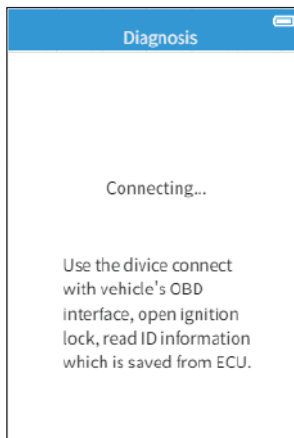 Diagnosis
Connecting...
Use the divice connect
with vehicle's OBD
interface, open ignition
lock, read ID information
which is saved from ECU.